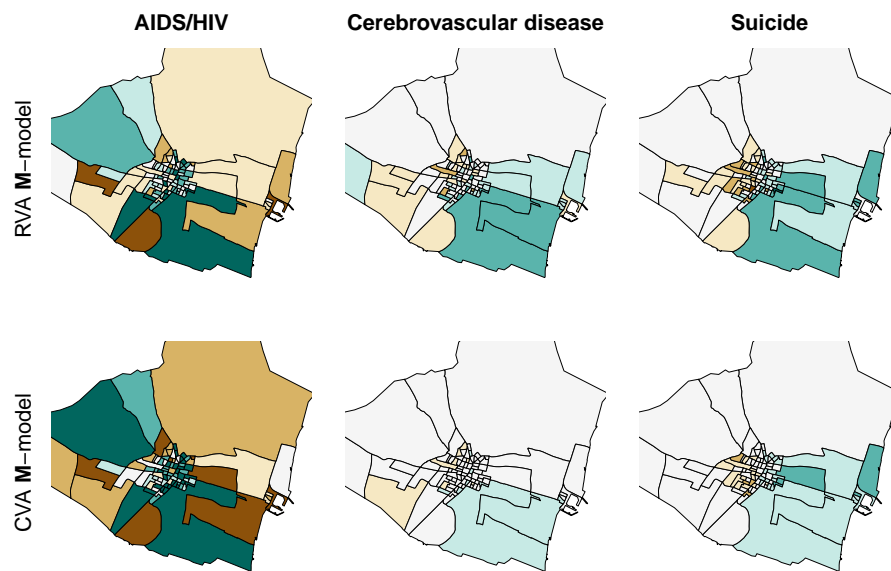 AIDS/HIV Cerebrovascular disease Suicide
RVA M−model
CVA M−model